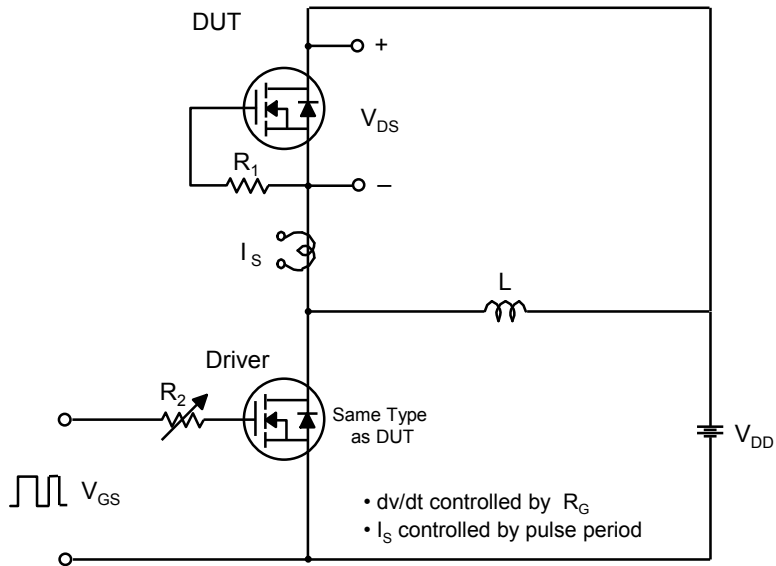 DUT
+
V_DS
R_1
–
I_S
L
Driver
R_2
Same Type
as DUT
V_DD
V_GS
• dv/dt controlled by R_G
• I_S controlled by pulse period